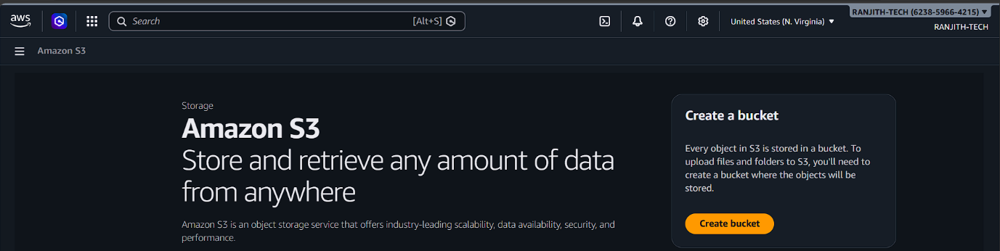 aws
Search [Alt+S]
United States (N. Virginia)
RANJITH-TECH (6238-5966-4215)
RANJITH-TECH
Amazon S3
Storage
Amazon S3
Store and retrieve any amount of data
from anywhere
Amazon S3 is an object storage service that offers industry-leading scalability, data availability, security, and
performance.
Create a bucket
Every object in S3 is stored in a bucket. To
upload files and folders to S3, you'll need to
create a bucket where the objects will be
stored.
Create bucket